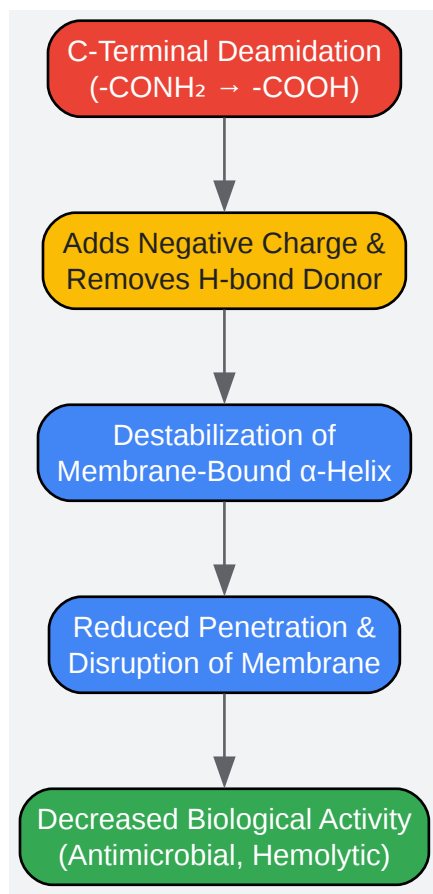 C-Terminal Deamidation
(-CONH₂ → -COOH)
Adds Negative Charge &
Removes H-bond Donor
Destabilization of
Membrane-Bound α-Helix
Reduced Penetration &
Disruption of Membrane
Decreased Biological Activity
(Antimicrobial, Hemolytic)